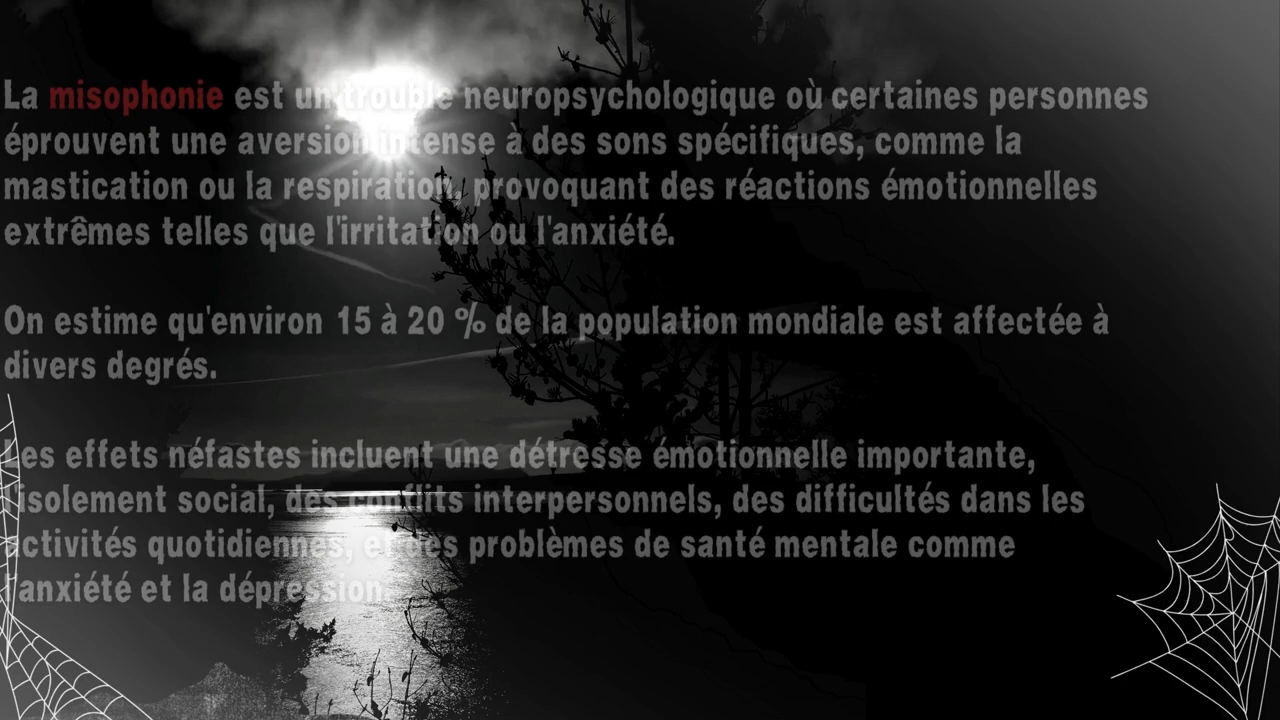 La misophonie est un trouble neuropsychologique où certaines personnes
éprouvent une aversion intense à des sons spécifiques, comme la
mastication ou la respiration, provoquant des réactions émotionnelles
extrêmes telles que l'irritation ou l'anxiété.
On estime qu'environ 15 à 20 % de la population mondiale est affectée à
divers degrés.
Les effets néfastes incluent une détresse émotionnelle importante,
l'isolement social, des conflits interpersonnels, des difficultés dans les
activités quotidiennes, et des problèmes de santé mentale comme
l'anxiété et la dépression.